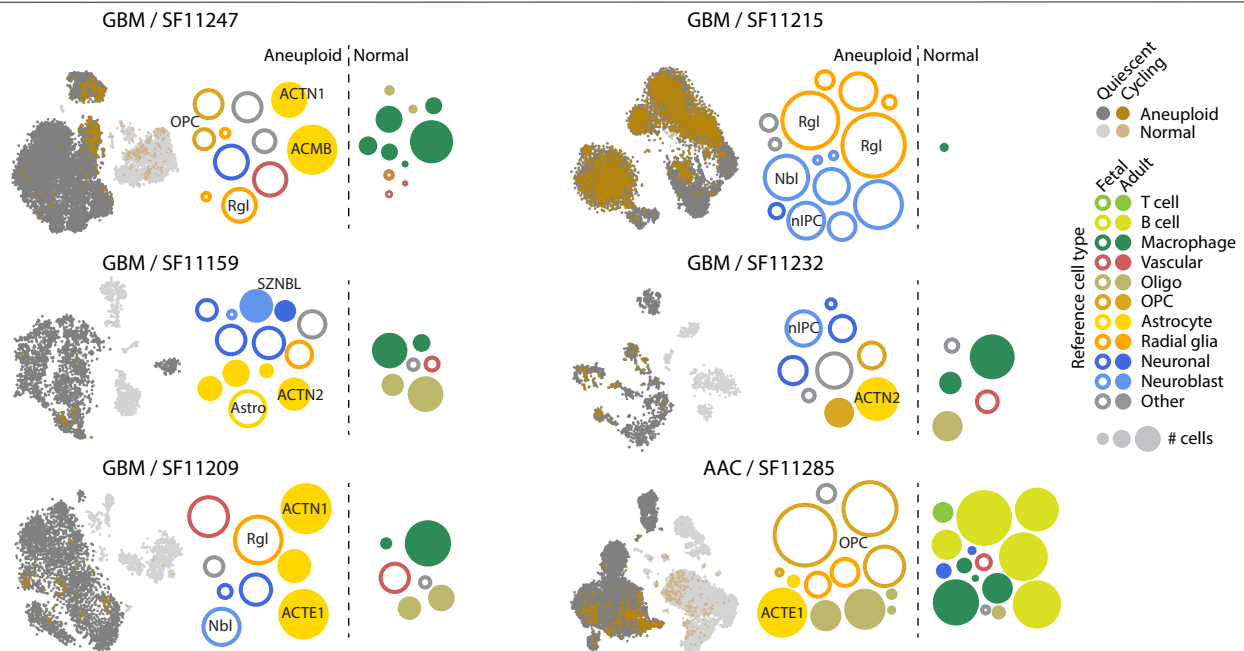 GBM / SF11247
Aneuploid Normal
ACTN1
OPC
ACMB
Rgl
GBM / SF11215
Aneuploid Normal
Rgl
Rgl
Nbl
nIPC
GBM / SF11159
SZNBL
ACTN2
Astro
GBM / SF11232
nIPC
ACTN2
GBM / SF11209
ACTN1
Rgl
ACTE1
Nbl
AAC / SF11285
OPC
ACTE1
Quiescent
Cycling
Aneuploid
Normal
Fetal
Adult
Reference cell type
T cell
B cell
Macrophage
Vascular
Oligo
OPC
Astrocyte
Radial glia
Neuronal
Neuroblast
Other
# cells